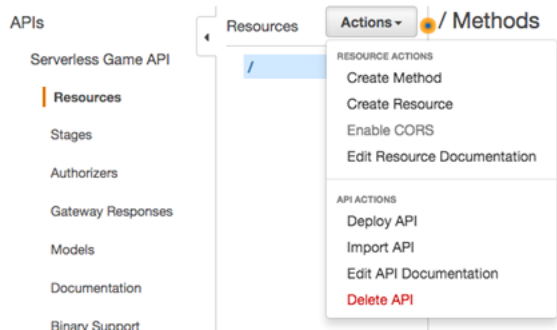 APIs
Serverless Game API
Resources
Stages
Authorizers
Gateway Responses
Models
Documentation
Binary Support
Resources
Actions
/ Methods
/
RESOURCE ACTIONS
Create Method
Create Resource
Enable CORS
Edit Resource Documentation
API ACTIONS
Deploy API
Import API
Edit API Documentation
Delete API